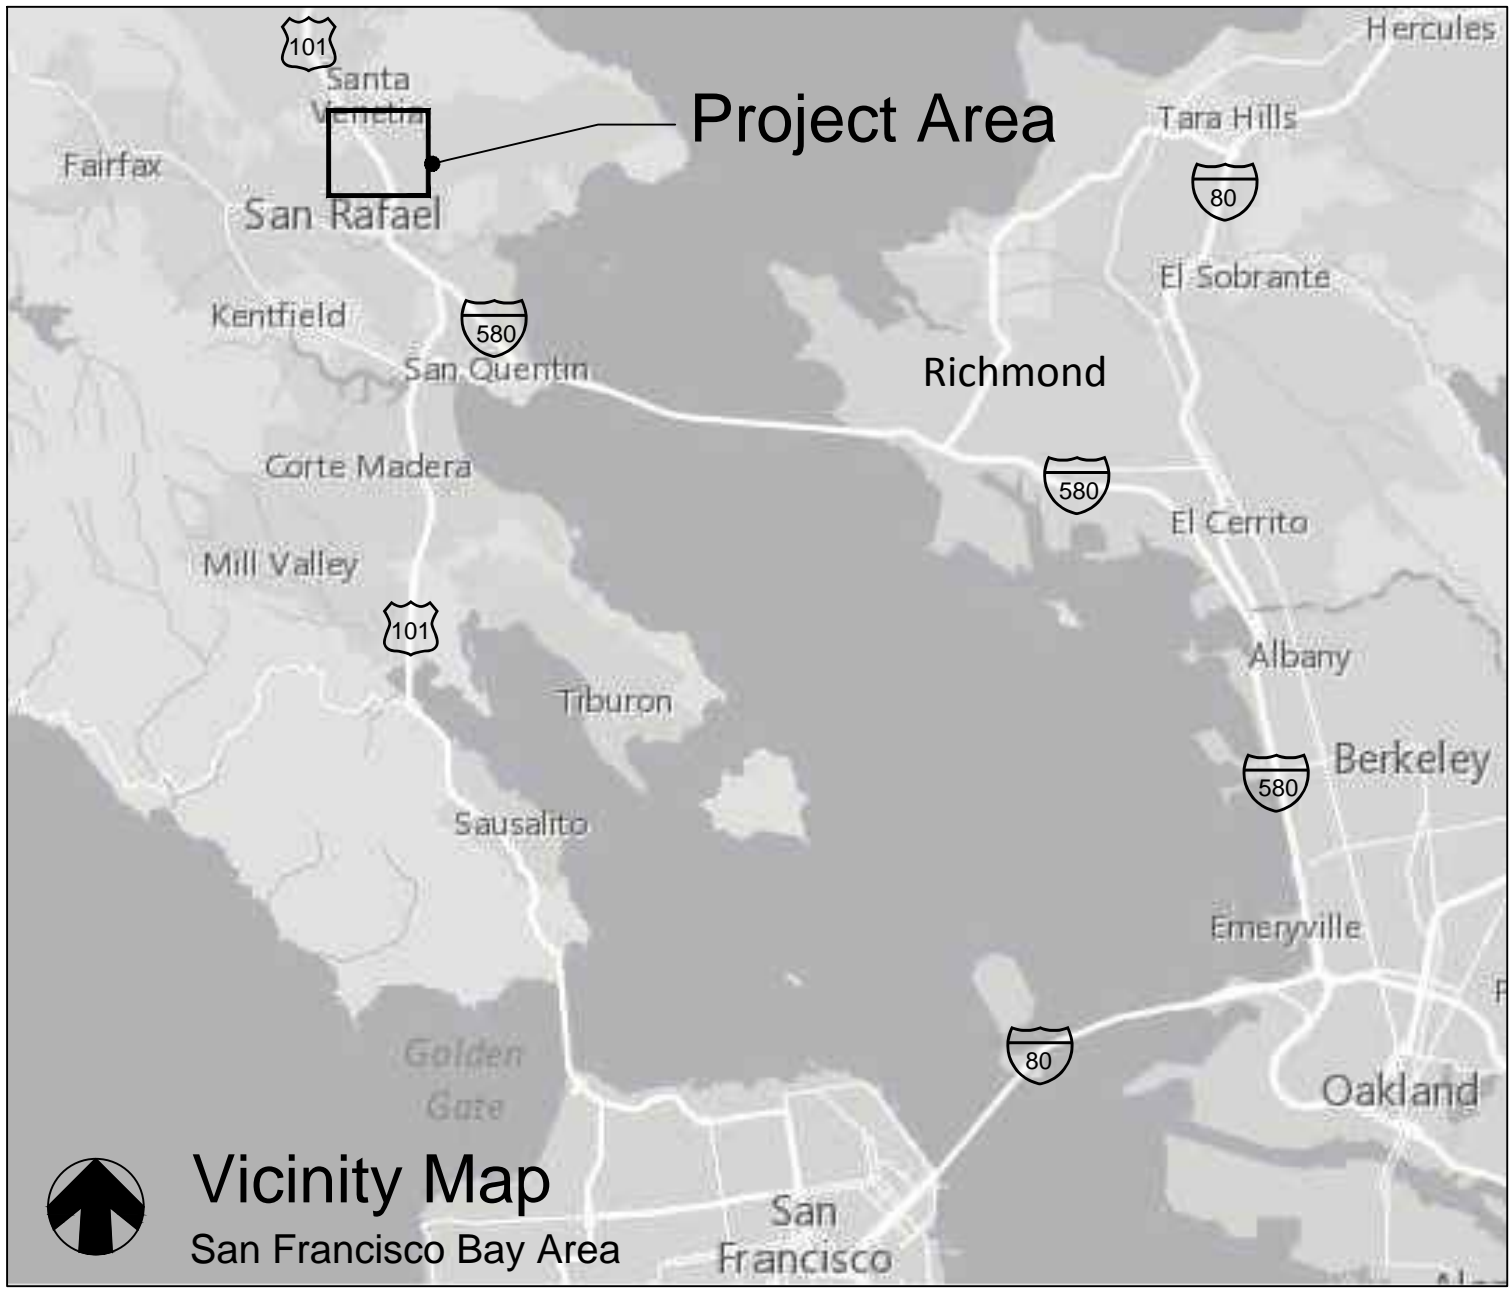 101
Hercules
Santa
Venetia
Project Area
Tara Hills
Fairfax
80
San Rafael
El Sobrante
Kentfield
580
San Quentin
Richmond
Corte Madera
580
El Cerrito
Mill Valley
101
Albany
Tiburon
Berkeley
580
Sausalito
Emeryville
Golden
Gate
80
Oakland
Vicinity Map
San Francisco Bay Area
San
Francisco